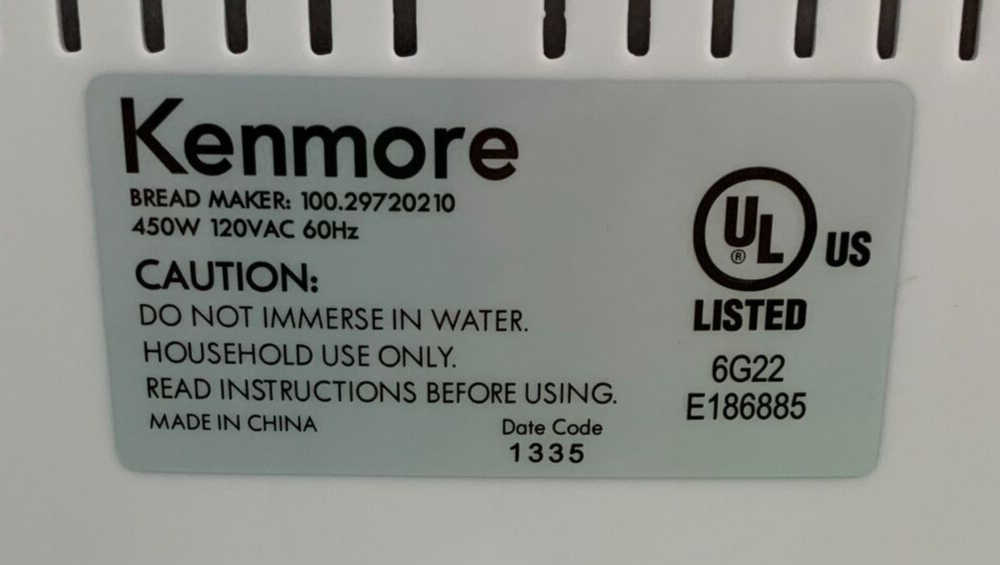 Kenmore
BREAD MAKER: 100.29720210
450W 120VAC 60Hz
CAUTION:
DO NOT IMMERSE IN WATER.
HOUSEHOLD USE ONLY.
READ INSTRUCTIONS BEFORE USING.
MADE IN CHINA
Date Code
1335
UL ® US
LISTED
6G22
E186885